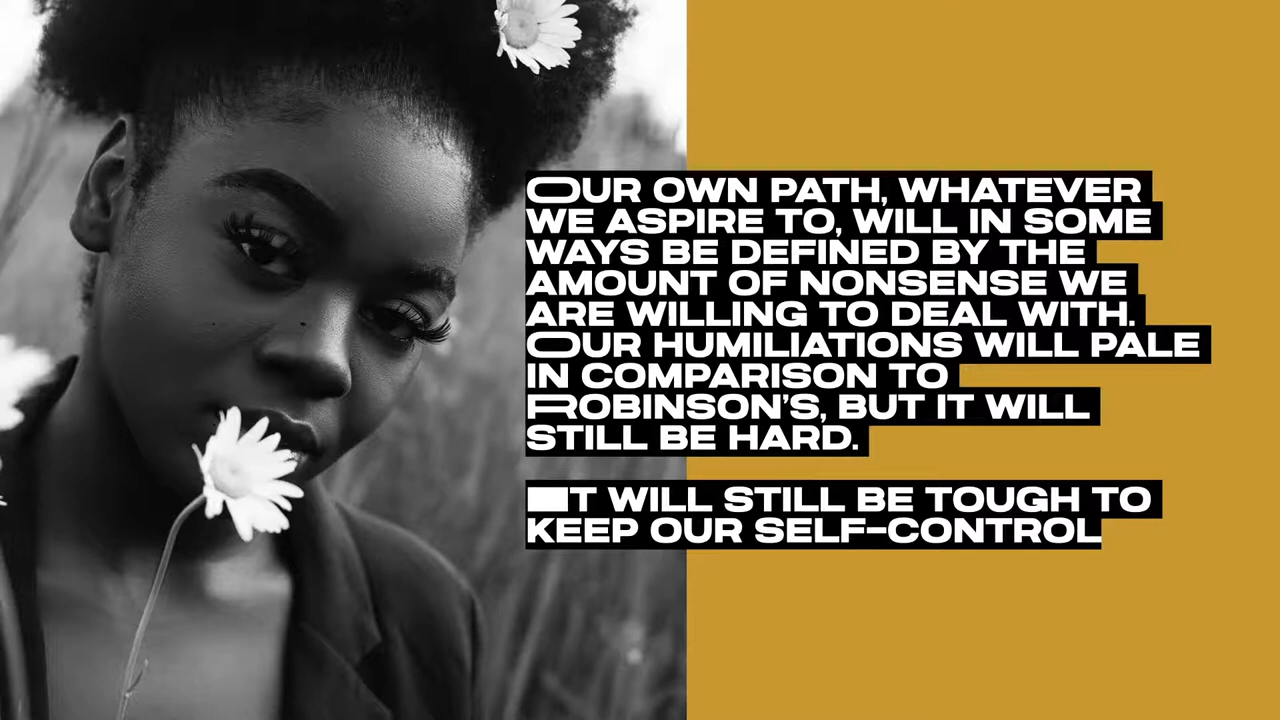 OUR OWN PATH, WHATEVER
WE ASPIRE TO, WILL IN SOME
WAYS BE DEFINED BY THE
AMOUNT OF NONSENSE WE
ARE WILLING TO DEAL WITH.
OUR HUMILIATIONS WILL PALE
IN COMPARISON TO
ROBINSON’S, BUT IT WILL
STILL BE HARD.
IT WILL STILL BE TOUGH TO
KEEP OUR SELF-CONTROL